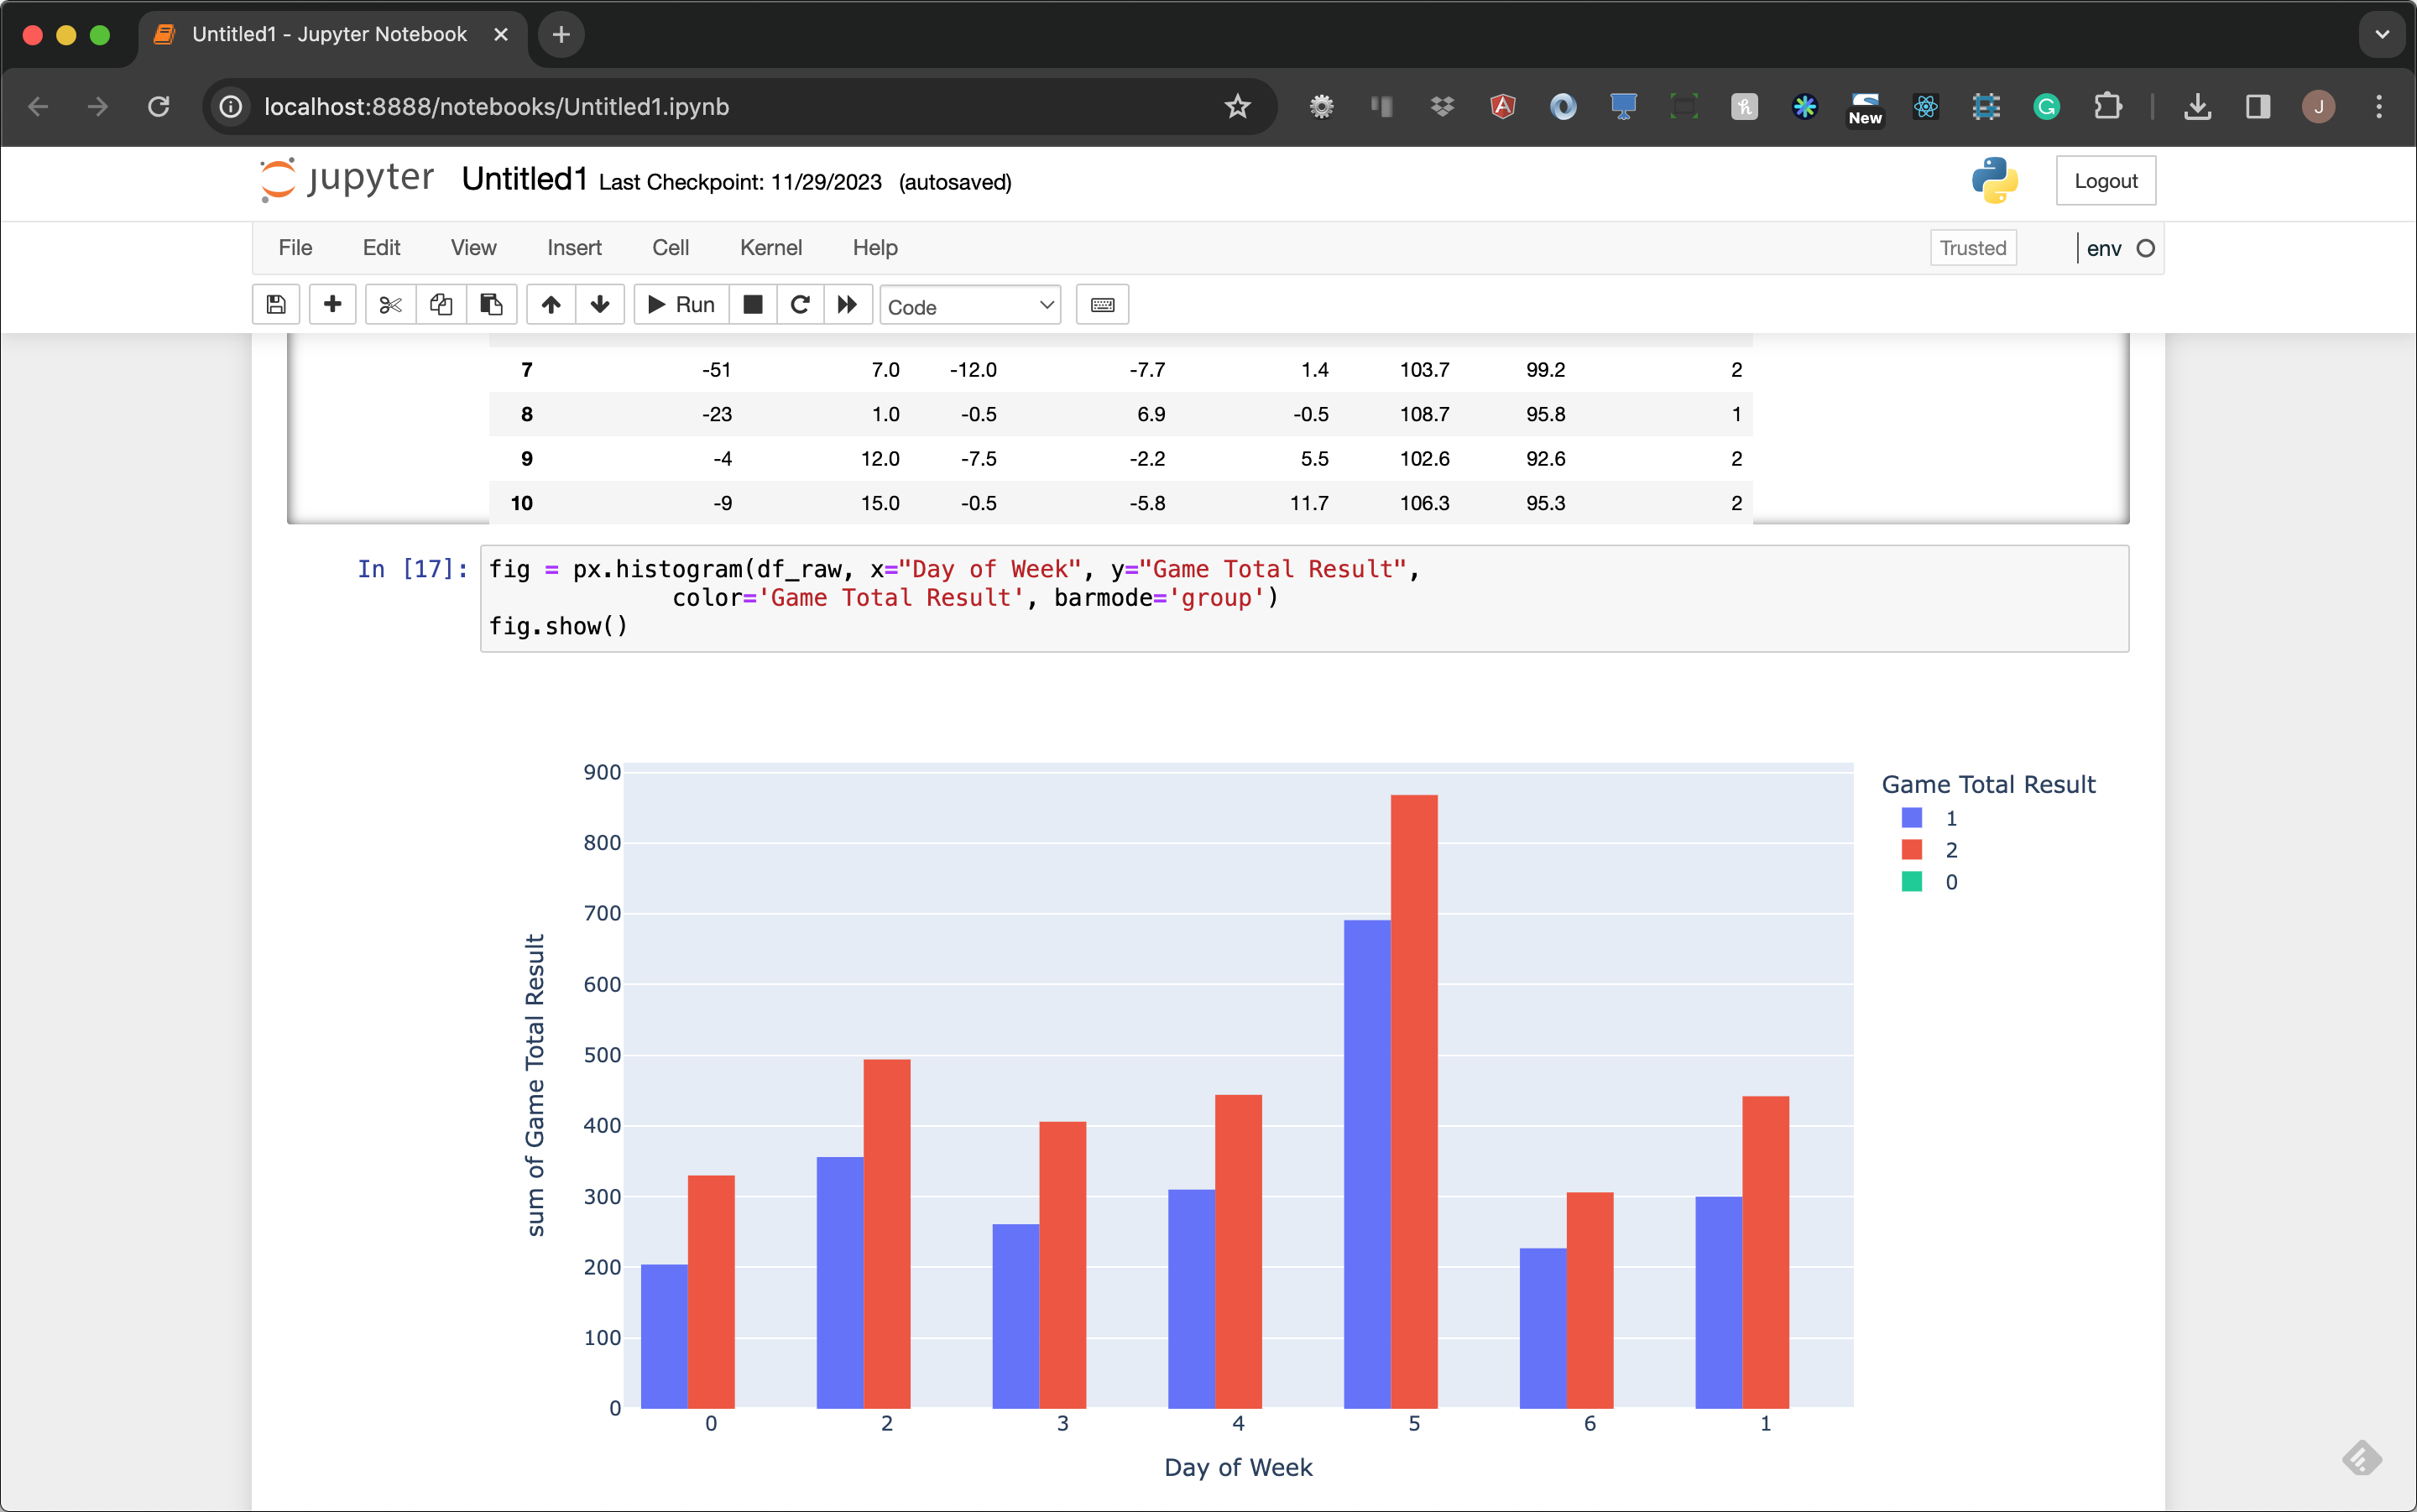 Untitled1 - Jupyter Notebook
localhost:8888/notebooks/Untitled1.ipynb
New
J
jupyter Untitled1 Last Checkpoint: 11/29/2023 (autosaved)
Logout
File Edit View Insert Cell Kernel Help
Trusted
env
Run
Code
7 -51 7.0 -12.0 -7.7 1.4 103.7 99.2 2
8 -23 1.0 -0.5 6.9 -0.5 108.7 95.8 1
9 -4 12.0 -7.5 -2.2 5.5 102.6 92.6 2
10 -9 15.0 -0.5 -5.8 11.7 106.3 95.3 2
In [17]: fig = px.histogram(df_raw, x="Day of Week", y="Game Total Result",
color='Game Total Result', barmode='group')
fig.show()
900
800
700
600
500
400
300
200
100
0
sum of Game Total Result
0 2 3 4 5 6 1
Day of Week
Game Total Result
1
2
0